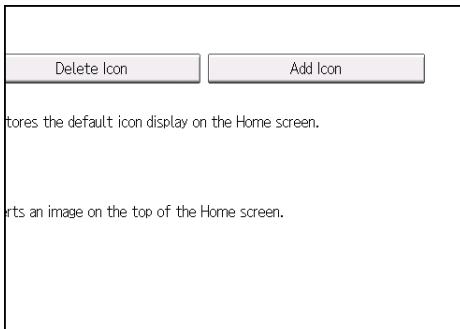 Delete Icon Add Icon
tores the default icon display on the Home screen.
rts an image on the top of the Home screen.